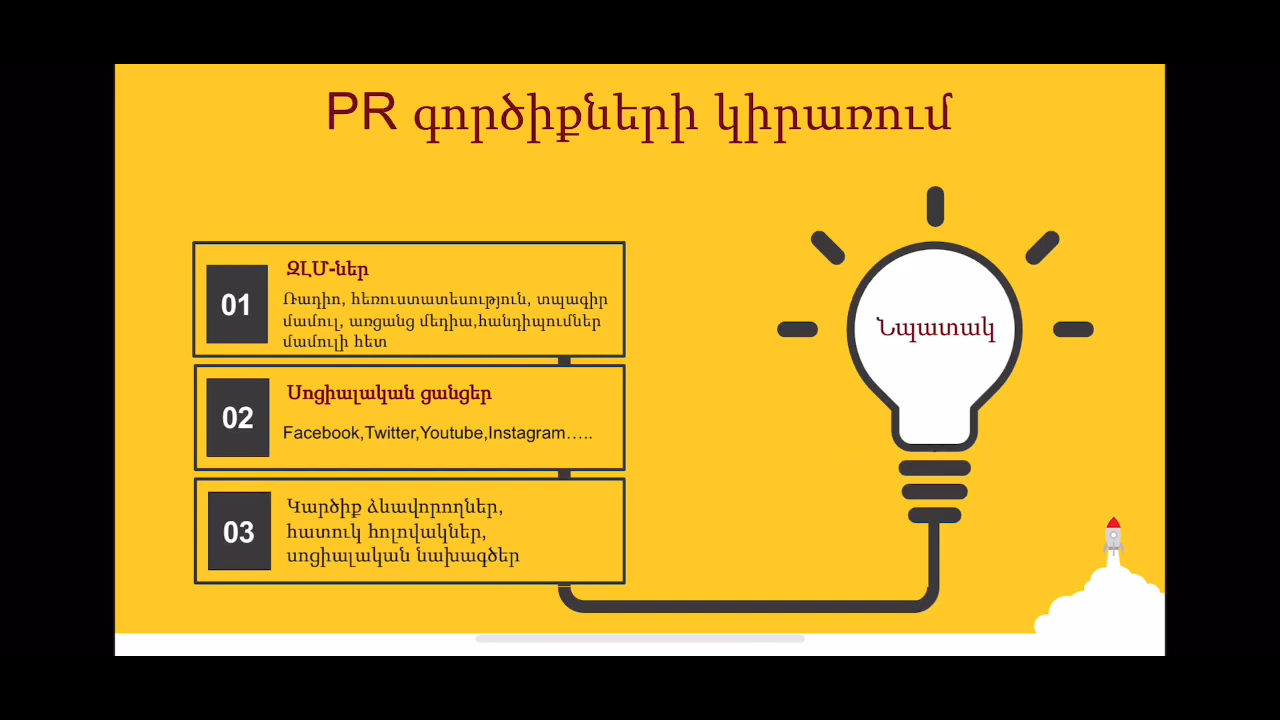 PR գործիքների կիրառում
01
ԶԼՄ-ներ
Ռադիո, հեռուստատեսություն, տպագիր
մամուլ, առցանց մեդիա,հանդիպումներ
մամուլի հետ
02
Սոցիալական ցանցեր
Facebook,Twitter,Youtube,Instagram…..
03
Կարծիք ձևավորողներ,
հատուկ հոլովակներ,
սոցիալական նախագծեր
Նպատակ